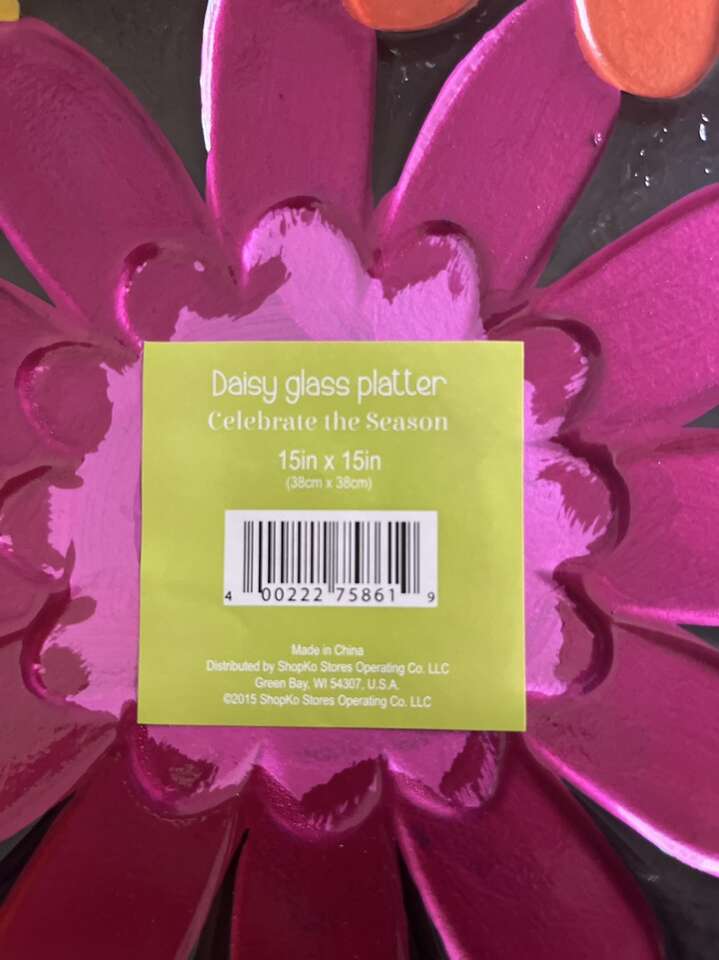 Daisy glass platter
Celebrate the Season
15in x 15in
(38cm x 38cm)
4 00222 75861 9
Made in China
Distributed by ShopKo Stores Operating Co. LLC
Green Bay, WI 54307, U.S.A.
©2015 ShopKo Stores Operating Co. LLC